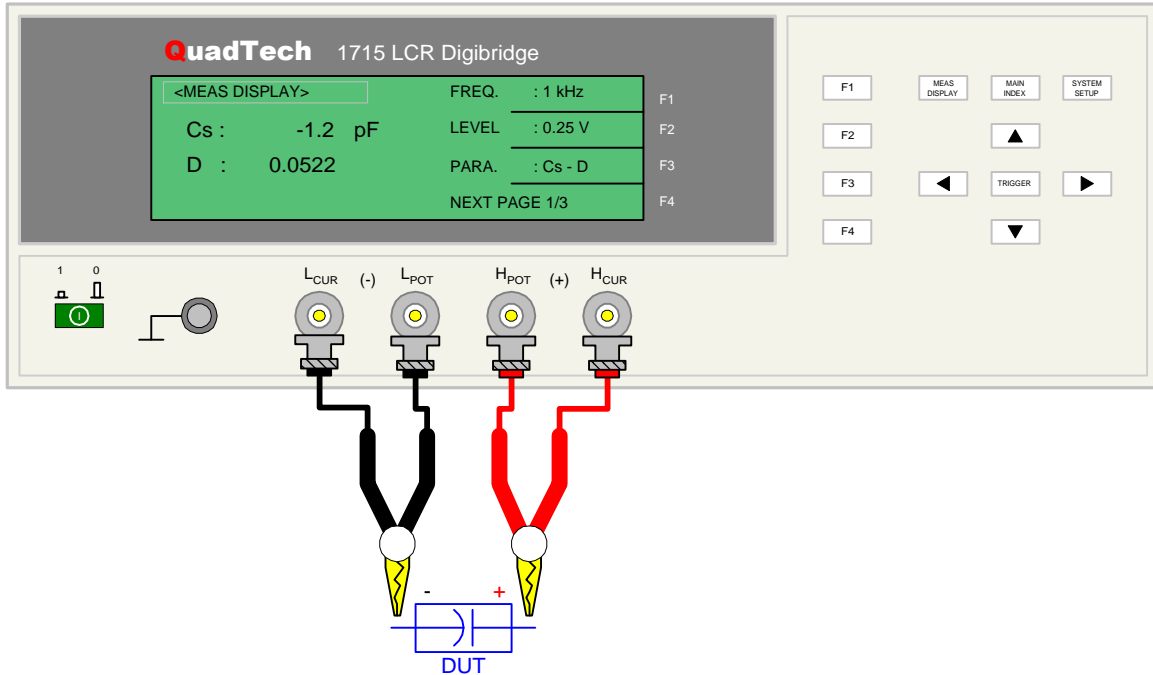 QuadTech 1715 LCR Digibridge
<MEAS DISPLAY>
Cs : -1.2 pF
D : 0.0522
FREQ. : 1 kHz
LEVEL : 0.25 V
PARA. : Cs - D
NEXT PAGE 1/3
F1
F2
F3
F4
F1
F2
F3
F4
MEAS
DISPLAY
MAIN
INDEX
SYSTEM
SETUP
TRIGGER
1 0
LCUR (-) LPOT HPOT (+) HCUR
- +
DUT